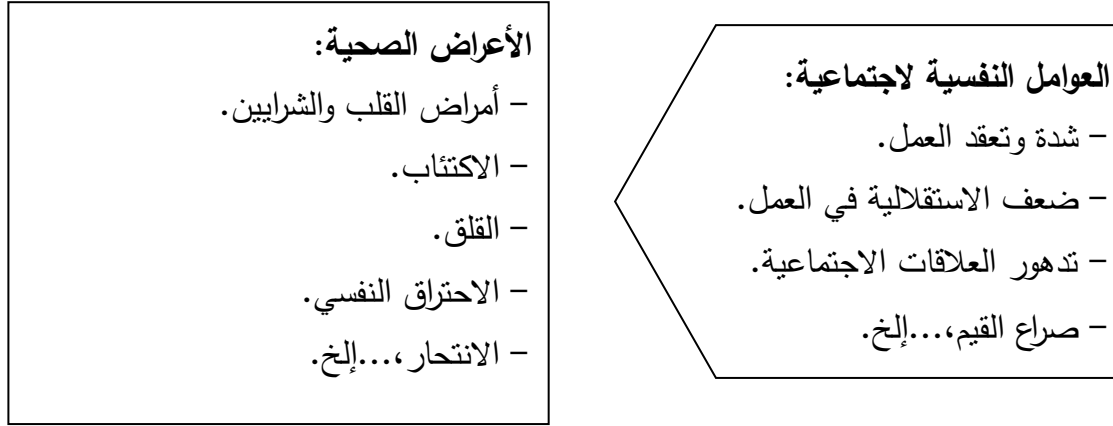 العوامل النفسية لاجتماعية:
– شدة وتعقد العمل.
– ضعف الاستقلالية في العمل.
– تدهور العلاقات الاجتماعية.
– صراع القيم،...إلخ.
الأعراض الصحية:
– أمراض القلب والشرايين.
– الاكتئاب.
– القلق.
– الاحتراق النفسي.
– الانتحار،...إلخ.